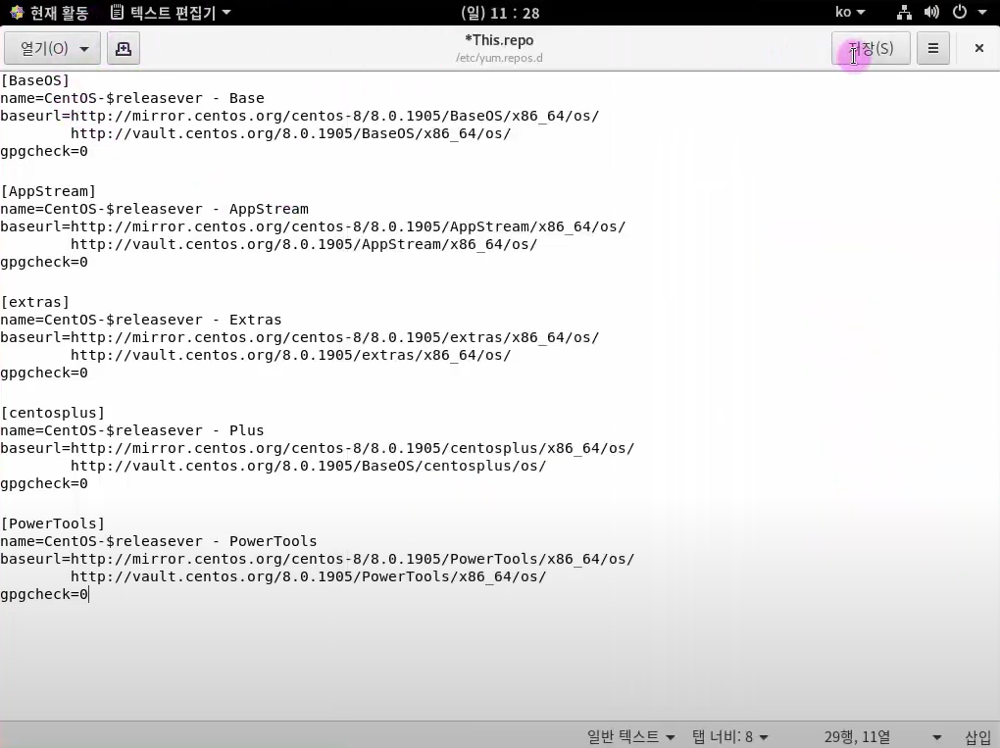 현재 활동 텍스트 편집기 (일) 11 : 28 ko
열기(O) *This.repo 저장(S)
/etc/yum.repos.d
[BaseOS]
name=CentOS-$releasever - Base
baseurl=http://mirror.centos.org/centos-8/8.0.1905/BaseOS/x86_64/os/
http://vault.centos.org/8.0.1905/BaseOS/x86_64/os/
gpgcheck=0
[AppStream]
name=CentOS-$releasever - AppStream
baseurl=http://mirror.centos.org/centos-8/8.0.1905/AppStream/x86_64/os/
http://vault.centos.org/8.0.1905/AppStream/x86_64/os/
gpgcheck=0
[extras]
name=CentOS-$releasever - Extras
baseurl=http://mirror.centos.org/centos-8/8.0.1905/extras/x86_64/os/
http://vault.centos.org/8.0.1905/extras/x86_64/os/
gpgcheck=0
[centosplus]
name=CentOS-$releasever - Plus
baseurl=http://mirror.centos.org/centos-8/8.0.1905/centosplus/x86_64/os/
http://vault.centos.org/8.0.1905/BaseOS/centosplus/os/
gpgcheck=0
[PowerTools]
name=CentOS-$releasever - PowerTools
baseurl=http://mirror.centos.org/centos-8/8.0.1905/PowerTools/x86_64/os/
http://vault.centos.org/8.0.1905/PowerTools/x86_64/os/
gpgcheck=0
일반 텍스트 탭 너비: 8 29행, 11열 삽입